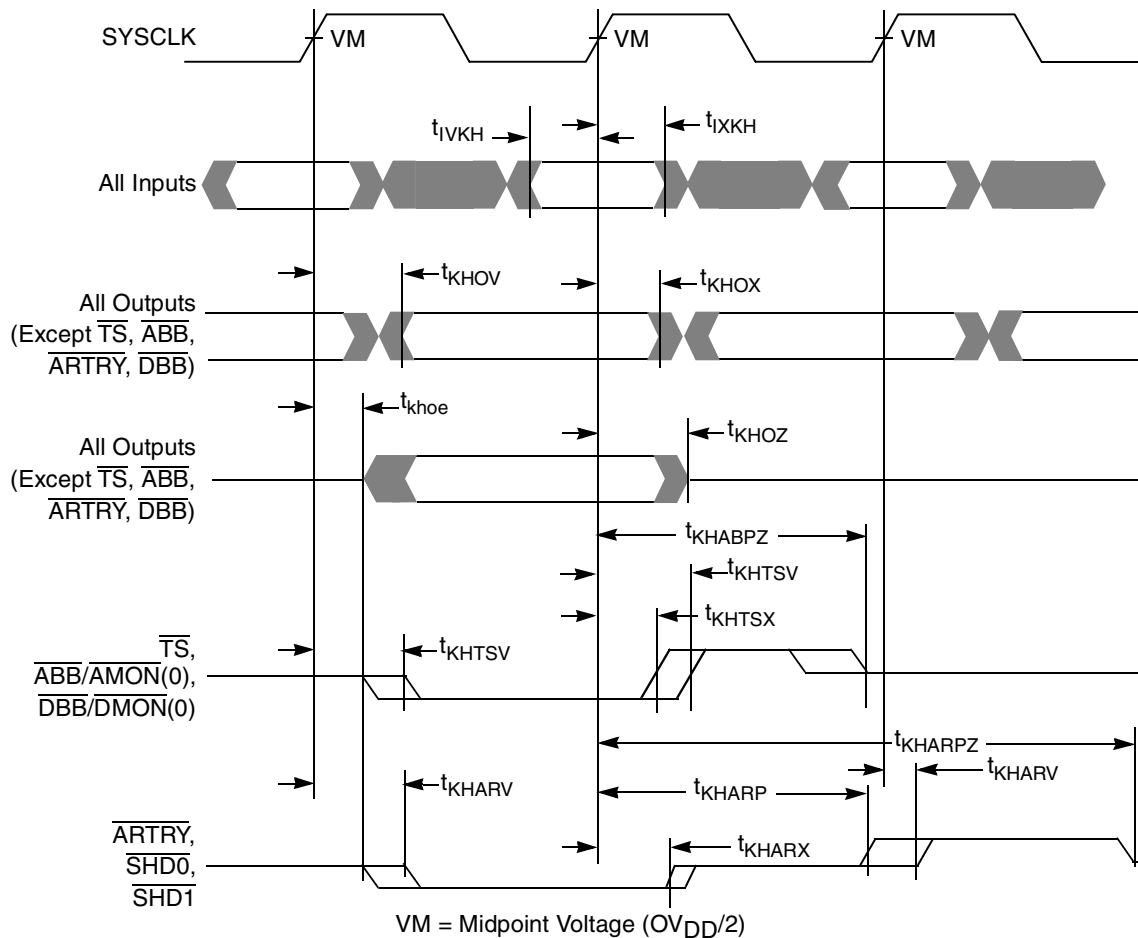 SYSCLK
VM
VM
VM
tIVKH
tIXKH
All Inputs
tKHOV
tKHOX
All Outputs
(Except TS, ABB,
ARTRY, DBB)
tkhoe
tKHOZ
All Outputs
(Except TS, ABB,
ARTRY, DBB)
tKHABPZ
tKHTSV
tKHTSX
tKHTSV
TS,
ABB/AMON(0),
DBB/DMON(0)
tKHARPZ
tKHARV
tKHARV
tKHARP
tKHARX
ARTRY,
SHD0,
SHD1
VM = Midpoint Voltage (OVDD/2)